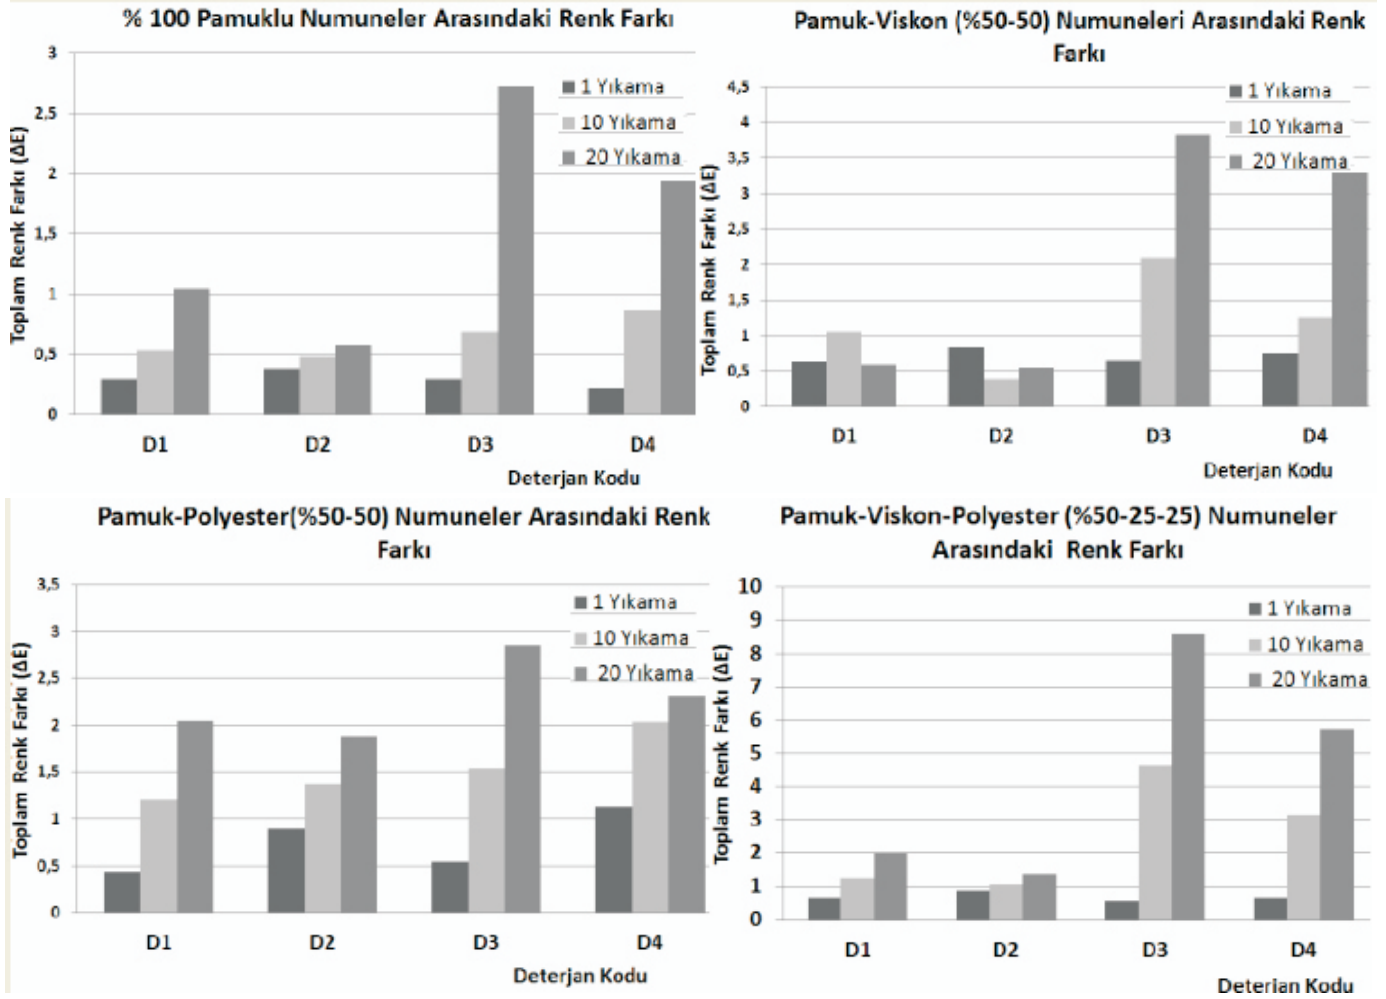 % 100 Pamuklu Numuneler Arasındaki Renk Farkı
3
2,5
2
1,5
1
0,5
0
Toplam Renk Farkı (ΔE)
1 Yıkama
10 Yıkama
20 Yıkama
D1 D2 D3 D4
Deterjan Kodu
Pamuk-Viskon (%50-50) Numuneleri Arasındaki Renk
Farkı
4,5
4
3,5
3
2,5
2
1,5
1
0,5
0
Toplam Renk Farkı (ΔE)
1 Yıkama
10 Yıkama
20 Yıkama
D1 D2 D3 D4
Deterjan Kodu
Pamuk-Polyester(%50-50) Numuneler Arasındaki Renk
Farkı
3,5
3
2,5
2
1,5
1
0,5
0
Toplam Renk Farkı (ΔE)
1 Yıkama
10 Yıkama
20 Yıkama
D1 D2 D3 D4
Deterjan Kodu
Pamuk-Viskon-Polyester (%50-25-25) Numuneler
Arasındaki Renk Farkı
10
9
8
7
6
5
4
3
2
1
0
Toplam Renk Farkı (ΔE)
1 Yıkama
10 Yıkama
20 Yıkama
D1 D2 D3 D4
Deterjan Kodu